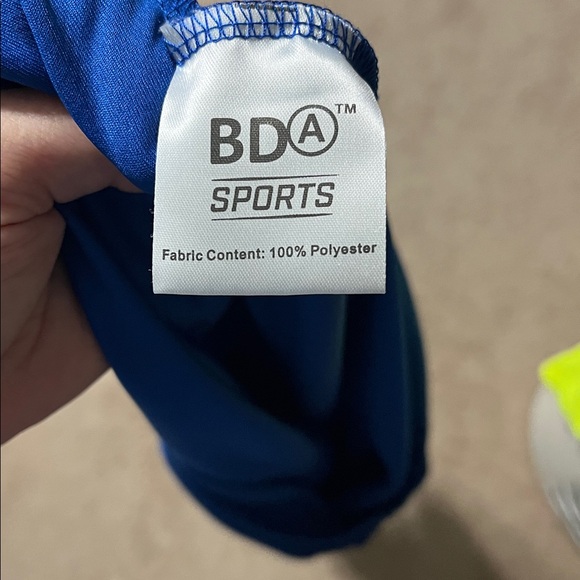 BDA™
SPORTS
Fabric Content: 100% Polyester